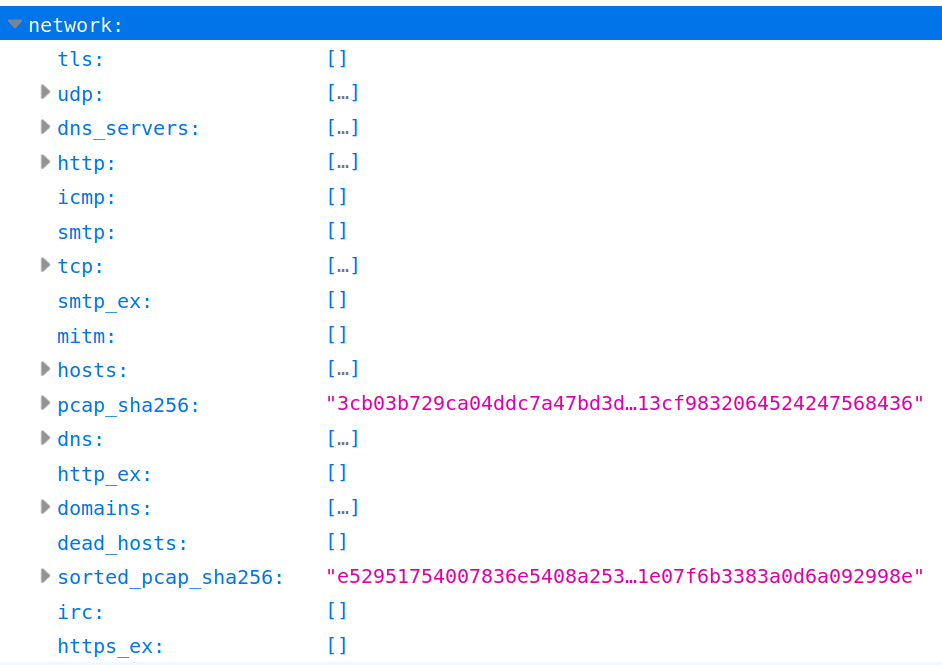 network:
tls: []
udp: […]
dns_servers: […]
http: […]
icmp: []
smtp: []
tcp: […]
smtp_ex: []
mitm: []
hosts: […]
pcap_sha256: "3cb03b729ca04ddc7a47bd3d…13cf9832064524247568436"
dns: […]
http_ex: []
domains: […]
dead_hosts: []
sorted_pcap_sha256: "e52951754007836e5408a253…1e07f6b3383a0d6a092998e"
irc: []
https_ex: []